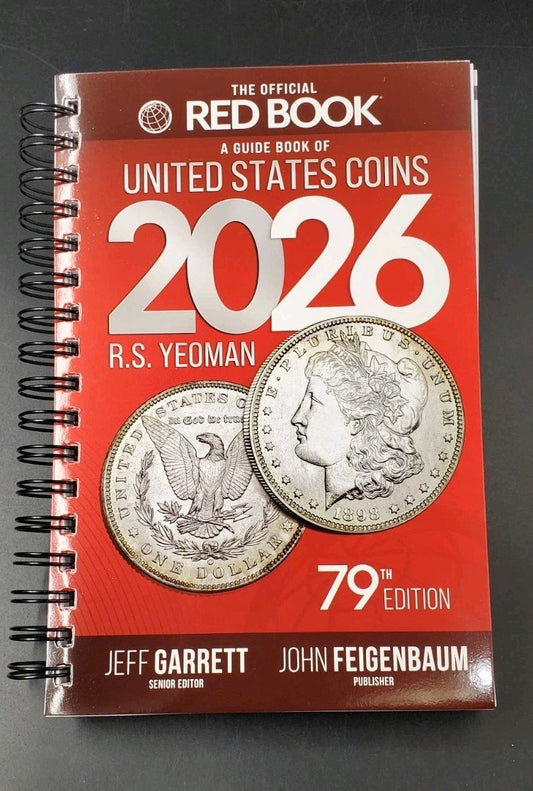 THE OFFICIAL
RED BOOK®
A GUIDE BOOK OF
UNITED STATES COINS
2026
R.S. YEOMAN
E·PLURIBUS·UNUM
1898
UNITED STATES O
In God we trust
ONE DOLLAR
79TH EDITION
JEFF GARRETT
SENIOR EDITOR
JOHN FEIGENBAUM
PUBLISHER